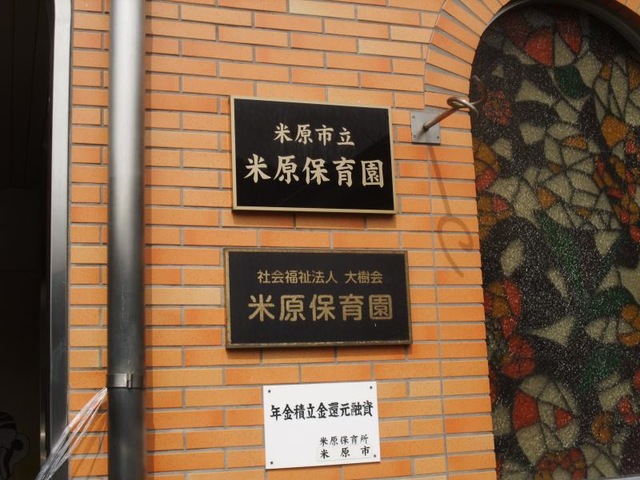 米原市立
米原保育園
社会福祉法人 大樹会
米原保育園
年金積立金還元融資
米原保育所
米原市